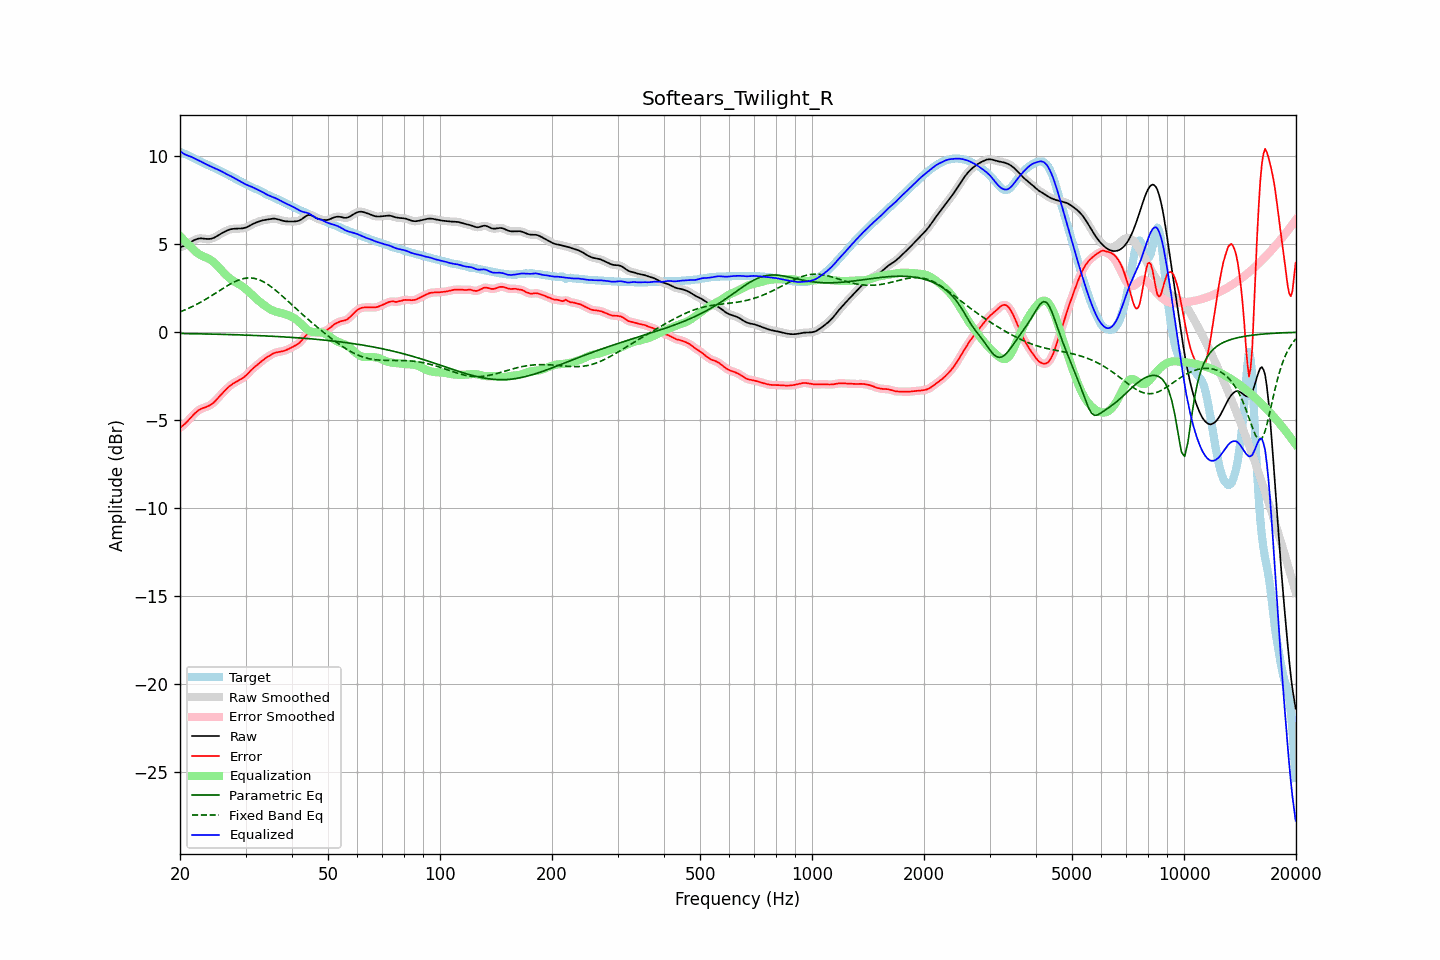 Softears_Twilight_R
Amplitude (dBr)
10
5
0
−5
−10
−15
−20
−25
Target
Raw Smoothed
Error Smoothed
Raw
Error
Equalization
Parametric Eq
Fixed Band Eq
Equalized
20 50 100 200 500 1000 2000 5000 10000 20000
Frequency (Hz)